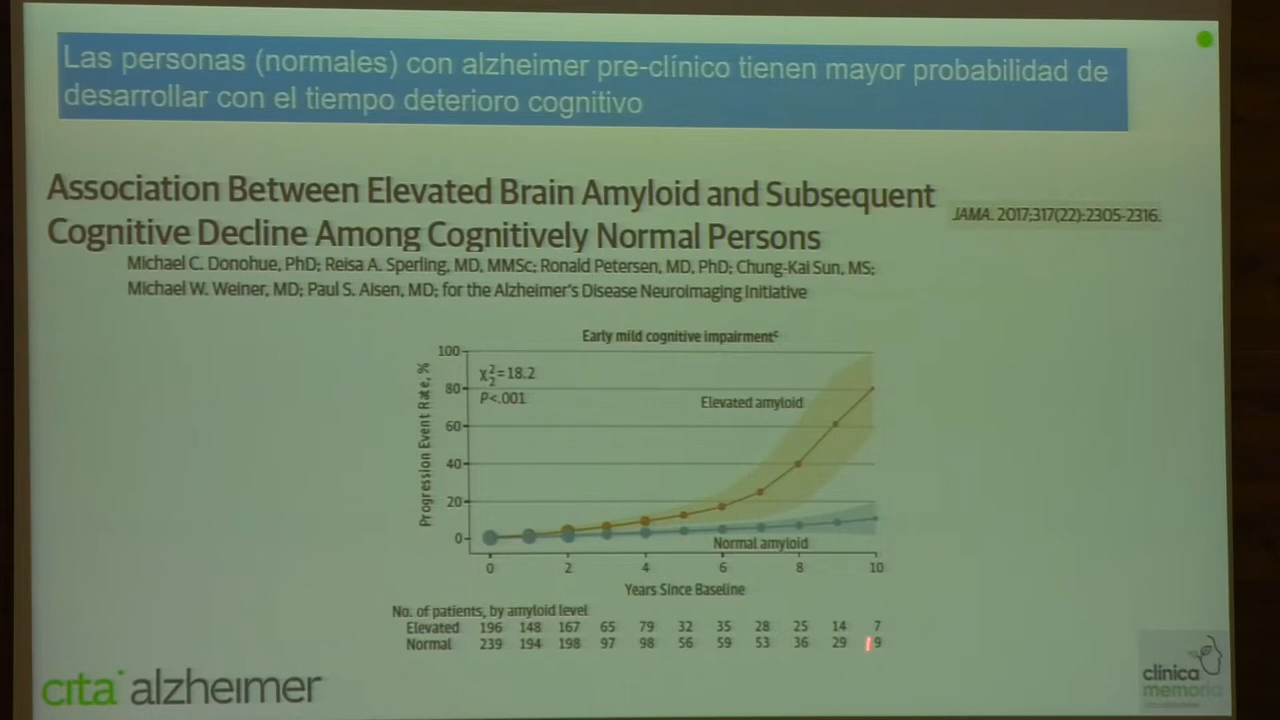 Las personas (normales) con alzheimer pre-clínico tienen mayor probabilidad de
desarrollar con el tiempo deterioro cognitivo
Association Between Elevated Brain Amyloid and Subsequent
Cognitive Decline Among Cognitively Normal Persons
JAMA. 2017;317(22):2305-2316.
Michael C. Donohue, PhD; Reisa A. Sperling, MD, MMSc; Ronald Petersen, MD, PhD; Chung-Kai Sun, MS;
Michael W. Weiner, MD; Paul S. Aisen, MD; for the Alzheimer's Disease Neuroimaging Initiative
Early mild cognitive impairmentᶜ
Progression Event Rate, %
100
80
60
40
20
0
χ²₂=18.2
P<.001
Elevated amyloid
Normal amyloid
0 2 4 6 8 10
Years Since Baseline
No. of patients, by amyloid level
Elevated 196 148 167 65 79 32 35 28 25 14 7
Normal 239 194 198 97 98 56 59 53 36 29 9
cita alzheimer
clínica
memoria